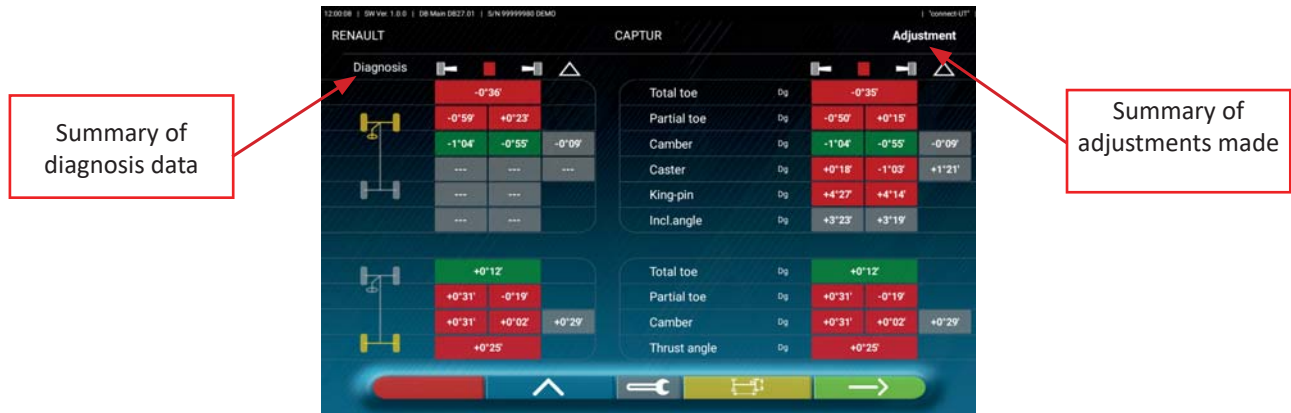 12:00:08 | SW Ver. 1.0.0 | DB Main DB27.01 | S/N 99999980 DEMO | "connect-UT"
RENAULT CAPTUR Adjustment
Diagnosis
Summary of
diagnosis data
Summary of
adjustments made
-0°36' Total toe Dg -0°35'
-0°59' +0°23' Partial toe Dg -0°50' +0°15'
-1°04' -0°55' -0°09' Camber Dg -1°04' -0°55' -0°09'
--- --- --- Caster Dg +0°18' -1°03' +1°21'
--- --- King-pin Dg +4°27' +4°14'
--- --- Incl.angle Dg +3°23' +3°19'
+0°12' Total toe Dg +0°12'
+0°31' -0°19' Partial toe Dg +0°31' -0°19'
+0°31' +0°02' +0°29' Camber Dg +0°31' +0°02' +0°29'
+0°25' Thrust angle Dg +0°25'